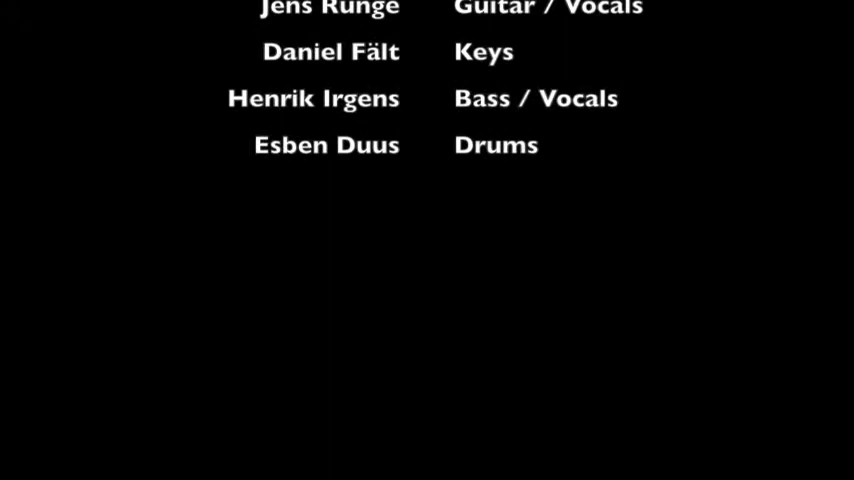 Jens Runge Guitar / Vocals
Daniel Fält Keys
Henrik Irgens Bass / Vocals
Esben Duus Drums